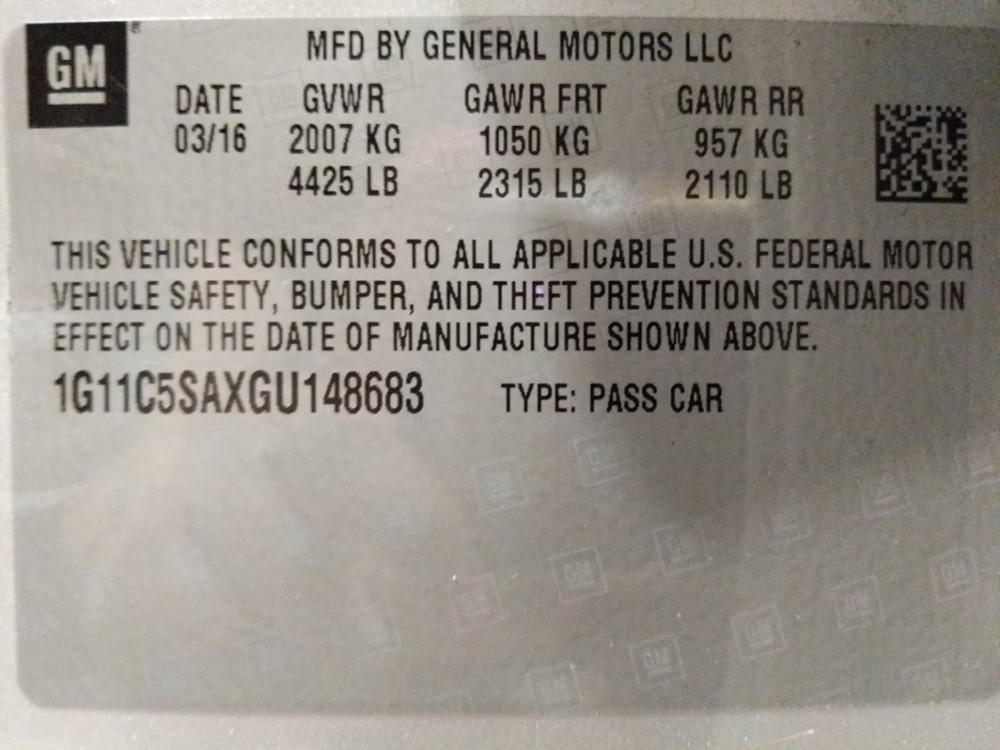 GM
MFD BY GENERAL MOTORS LLC
DATE GVWR GAWR FRT GAWR RR
03/16 2007 KG 1050 KG 957 KG
4425 LB 2315 LB 2110 LB
THIS VEHICLE CONFORMS TO ALL APPLICABLE U.S. FEDERAL MOTOR
VEHICLE SAFETY, BUMPER, AND THEFT PREVENTION STANDARDS IN
EFFECT ON THE DATE OF MANUFACTURE SHOWN ABOVE.
1G11C5SAXGU148683 TYPE: PASS CAR